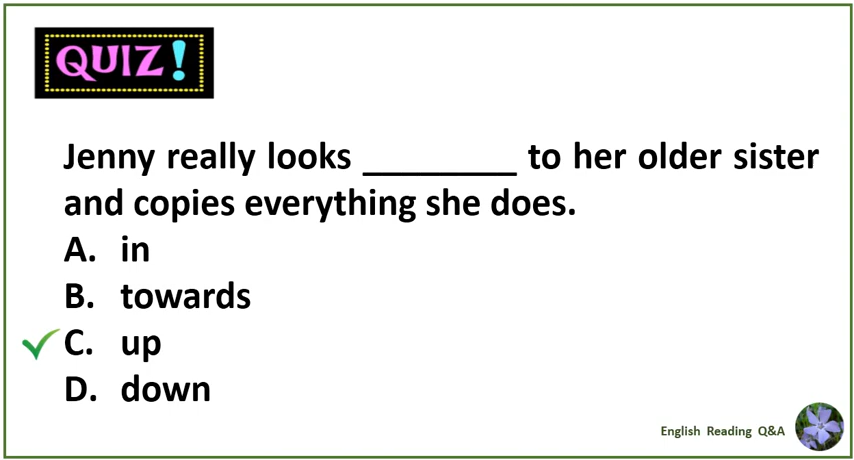 QUIZ!
Jenny really looks ________ to her older sister
and copies everything she does.
A. in
B. towards
C. up
D. down
English Reading Q&A